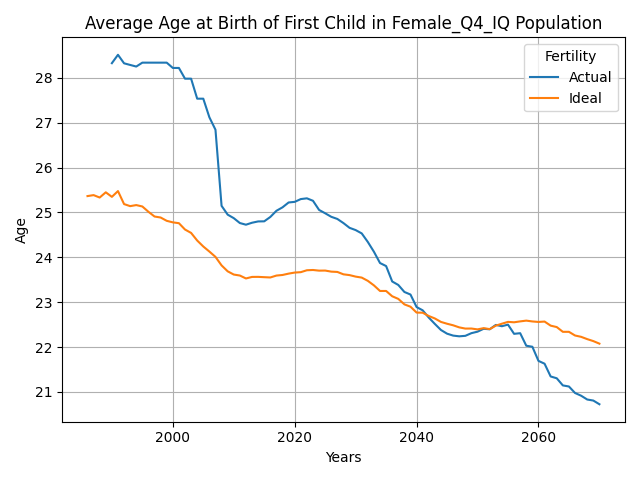 Average Age at Birth of First Child in Female_Q4_IQ Population
Fertility
Actual
Ideal
Age
28
27
26
25
24
23
22
21
2000
2020
2040
2060
Years